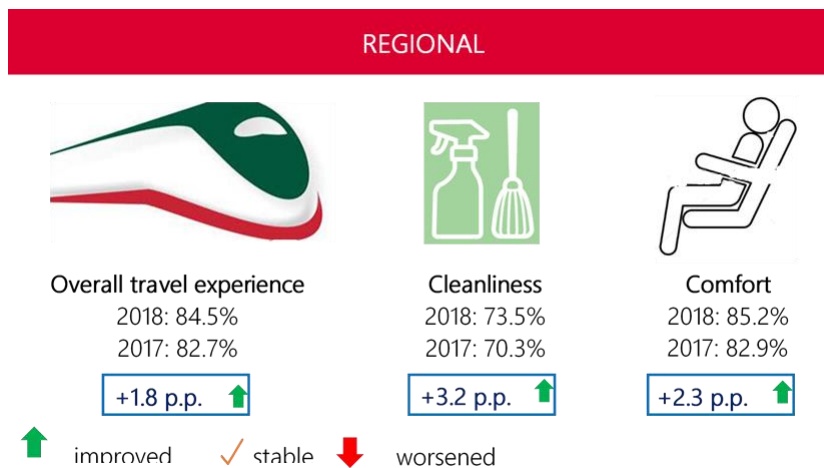 REGIONAL
Overall travel experience
2018: 84.5%
2017: 82.7%
+1.8 p.p.
Cleanliness
2018: 73.5%
2017: 70.3%
+3.2 p.p.
Comfort
2018: 85.2%
2017: 82.9%
+2.3 p.p.
improved stable worsened